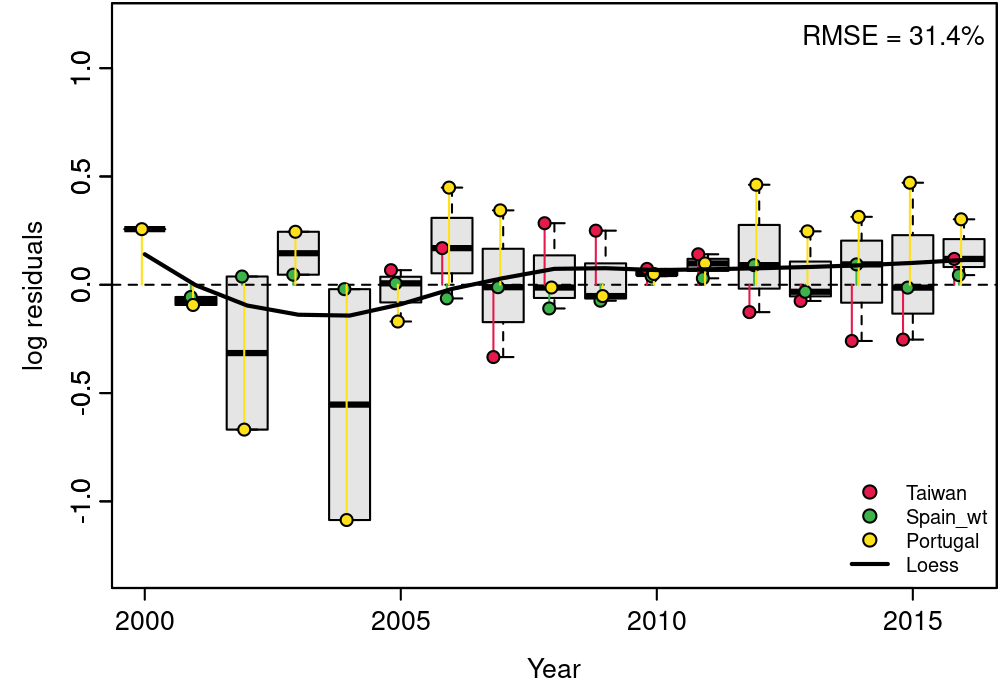 RMSE = 31.4%
log residuals
1.0
0.5
0.0
-0.5
-1.0
Taiwan
Spain_wt
Portugal
Loess
2000 2005 2010 2015
Year